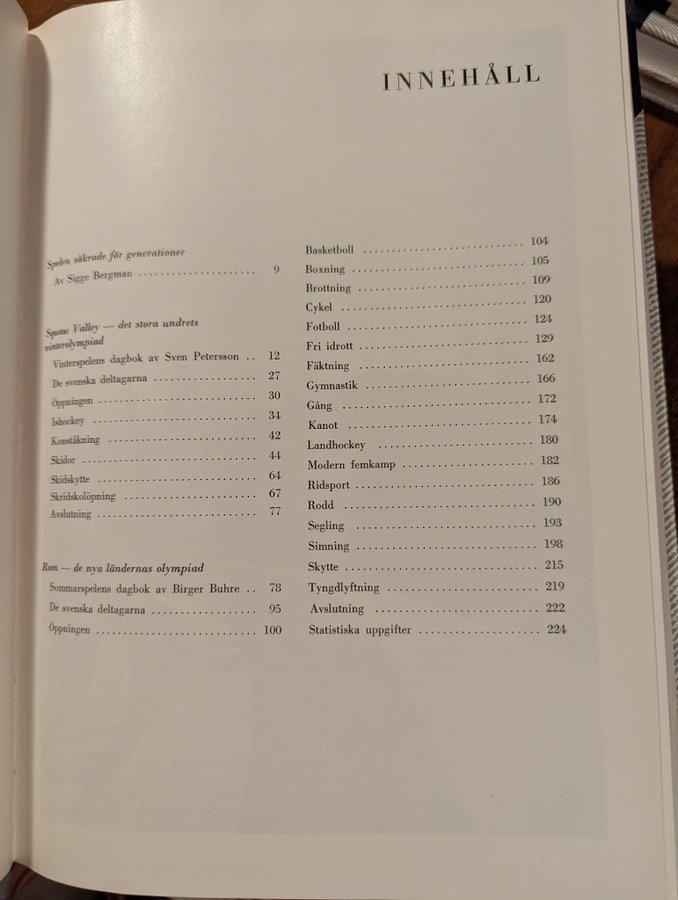 INNEHÅLL
Spelen säkrade för generationer
Av Sigge Bergman .................... 9
Squaw Valley — det stora undrets
vinterolympiad
Vinterspelens dagbok av Sven Petersson .. 12
De svenska deltagarna .................. 27
Öppningen ............................ 30
Ishockey ............................. 34
Konståkning .......................... 42
Skidor ............................... 44
Skidskytte ........................... 64
Skridskolöpning ....................... 67
Avslutning ........................... 77
Rom — de nya ländernas olympiad
Sommarspelens dagbok av Birger Buhre .. 78
De svenska deltagarna .................. 95
Öppningen ............................ 100
Basketboll ............................ 104
Boxning .............................. 105
Brottning ............................. 109
Cykel ................................ 120
Fotboll ............................... 124
Fri idrott ............................. 129
Fäktning .............................. 162
Gymnastik ............................ 166
Gång ................................. 172
Kanot ................................ 174
Landhockey .......................... 180
Modern femkamp ..................... 182
Ridsport .............................. 186
Rodd ................................. 190
Segling ............................... 193
Simning .............................. 198
Skytte ................................ 215
Tyngdlyftning ......................... 219
Avslutning ............................ 222
Statistiska uppgifter .................... 224